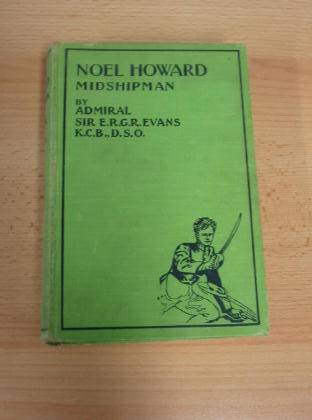 NOEL HOWARD
MIDSHIPMAN
BY
ADMIRAL
SIR E.R.G.R. EVANS
K.C.B., D.S.O.